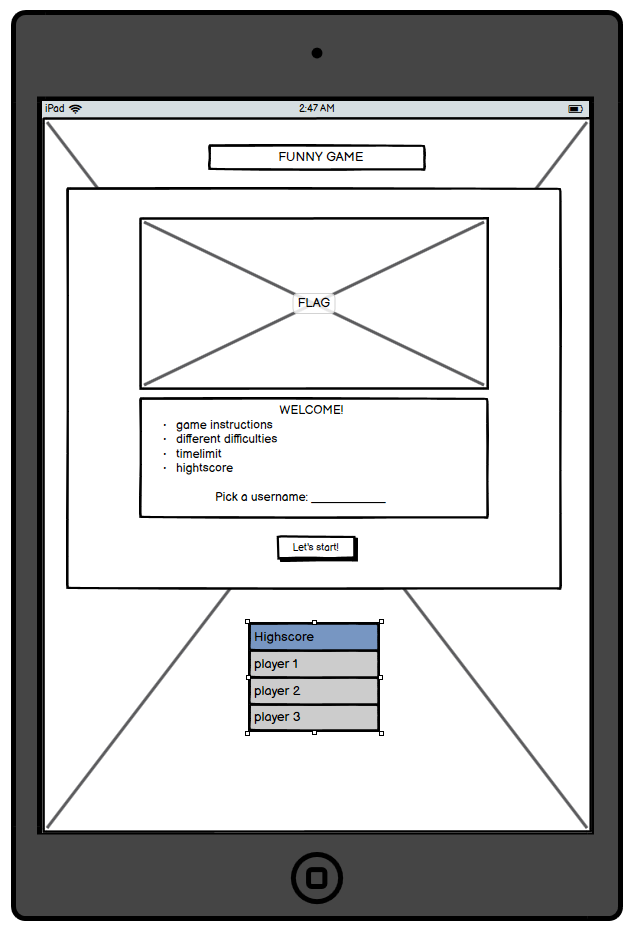 iPad 2:47 AM
FUNNY GAME
FLAG
WELCOME!
· game instructions
· different difficulties
· timelimit
· hightscore
Pick a username: ____________
Let's start!
Highscore
player 1
player 2
player 3